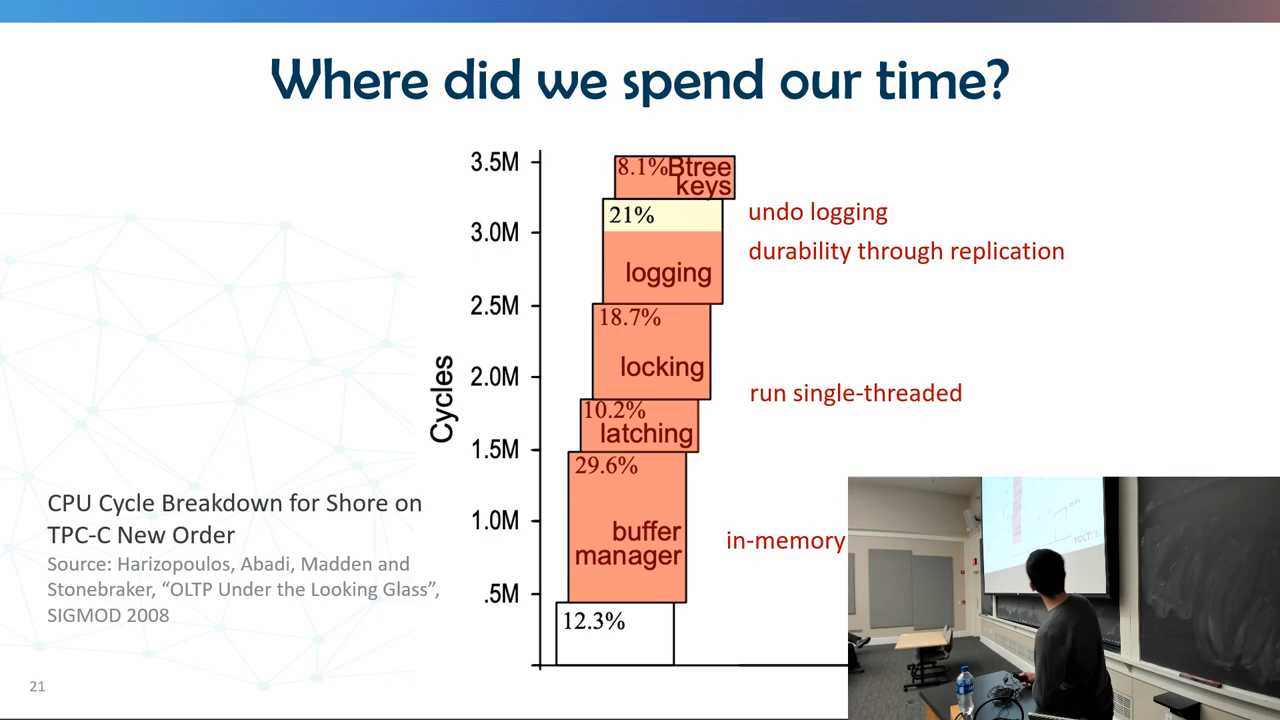 Where did we spend our time?
3.5M
3.0M
2.5M
2.0M
1.5M
1.0M
.5M
Cycles
8.1% Btree
keys
21%
logging
18.7%
locking
10.2%
latching
29.6%
buffer
manager
12.3%
undo logging
durability through replication
run single-threaded
in-memory
CPU Cycle Breakdown for Shore on
TPC-C New Order
Source: Harizopoulos, Abadi, Madden and
Stonebraker, “OLTP Under the Looking Glass”,
SIGMOD 2008
21